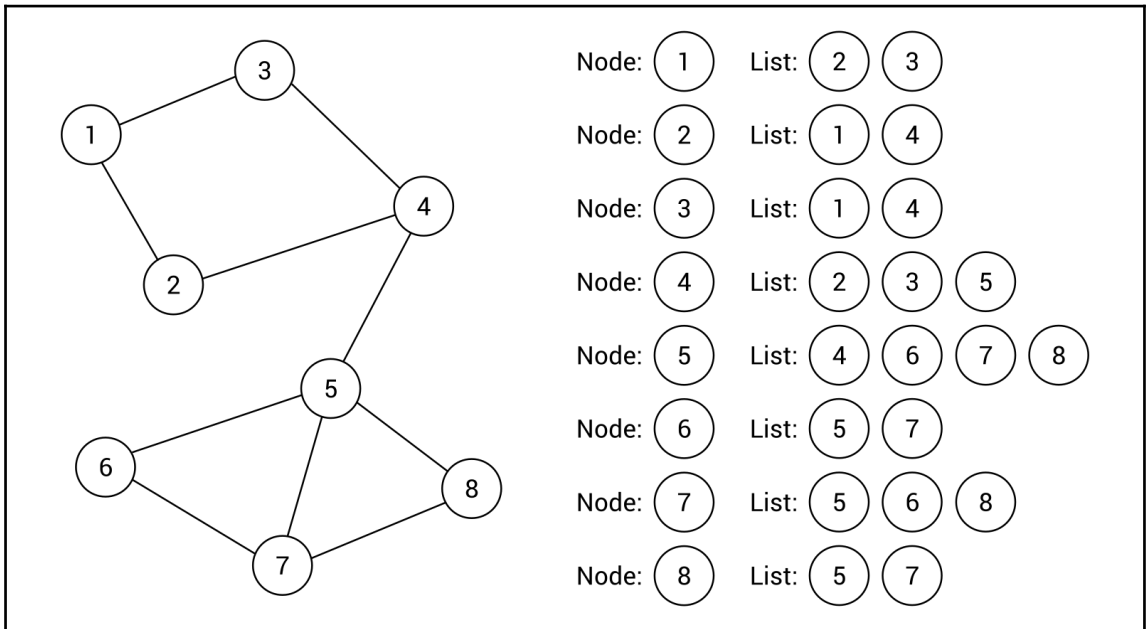 3
1
4
2
5
6
8
7
Node: 1 List: 2 3
Node: 2 List: 1 4
Node: 3 List: 1 4
Node: 4 List: 2 3 5
Node: 5 List: 4 6 7 8
Node: 6 List: 5 7
Node: 7 List: 5 6 8
Node: 8 List: 5 7